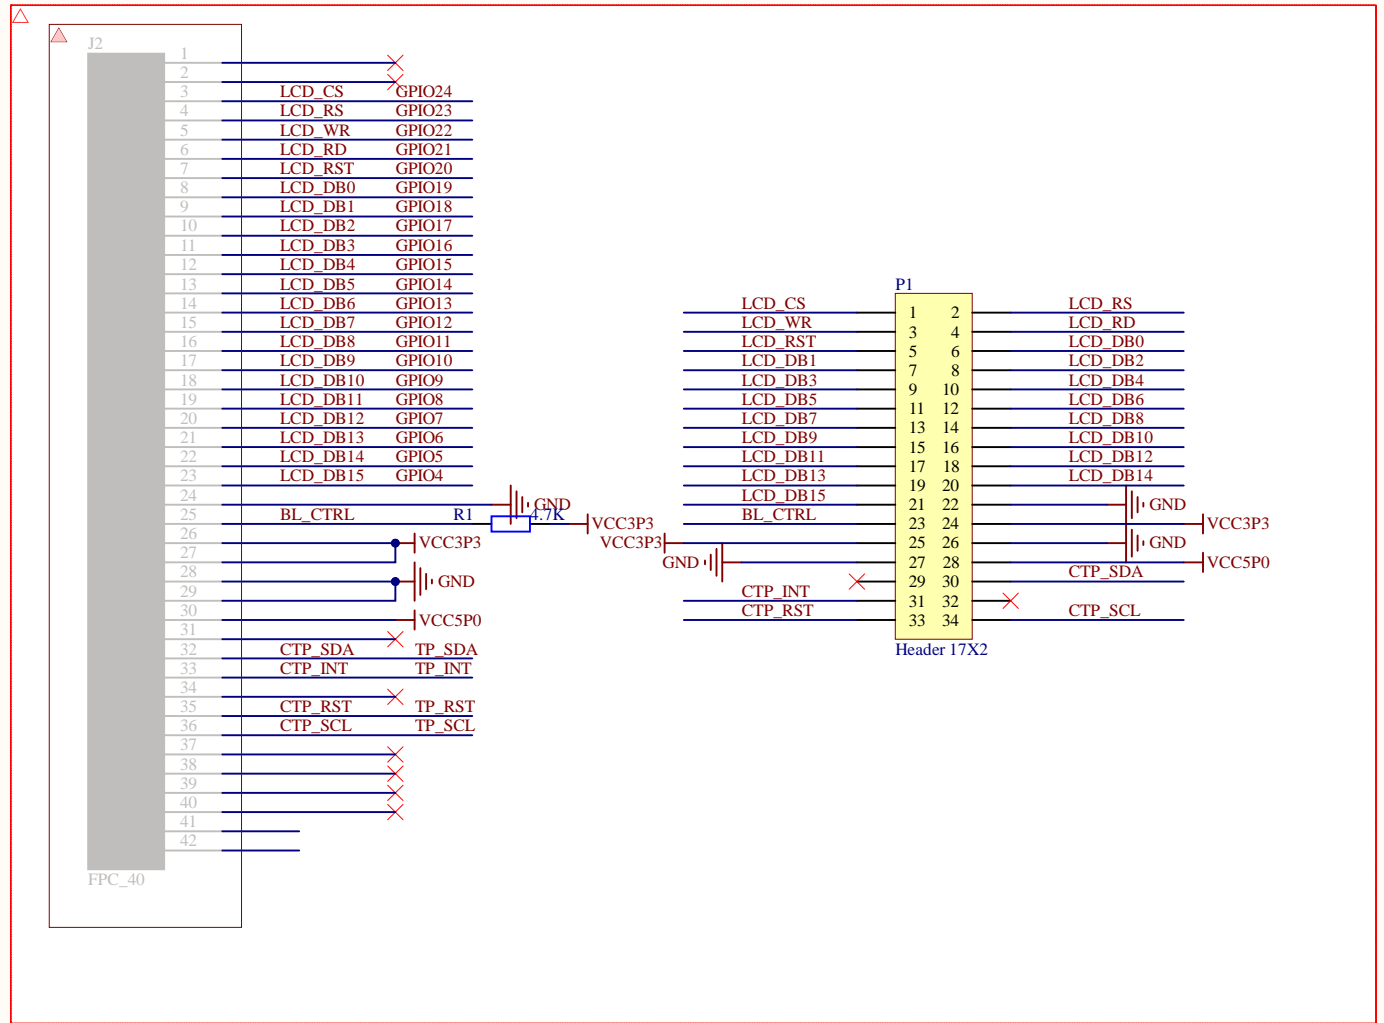 J2
1
2
3 LCD_CS GPIO24
4 LCD_RS GPIO23
5 LCD_WR GPIO22
6 LCD_RD GPIO21
7 LCD_RST GPIO20
8 LCD_DB0 GPIO19
9 LCD_DB1 GPIO18
10 LCD_DB2 GPIO17
11 LCD_DB3 GPIO16
12 LCD_DB4 GPIO15
13 LCD_DB5 GPIO14
14 LCD_DB6 GPIO13
15 LCD_DB7 GPIO12
16 LCD_DB8 GPIO11
17 LCD_DB9 GPIO10
18 LCD_DB10 GPIO9
19 LCD_DB11 GPIO8
20 LCD_DB12 GPIO7
21 LCD_DB13 GPIO6
22 LCD_DB14 GPIO5
23 LCD_DB15 GPIO4
24 GND
25 BL_CTRL R1 4.7K VCC3P3
26 VCC3P3
27
28 GND
29
30 VCC5P0
31
32 CTP_SDA TP_SDA
33 CTP_INT TP_INT
34
35 CTP_RST TP_RST
36 CTP_SCL TP_SCL
37
38
39
40
41
42
FPC_40
P1
LCD_CS 1 2 LCD_RS
LCD_WR 3 4 LCD_RD
LCD_RST 5 6 LCD_DB0
LCD_DB1 7 8 LCD_DB2
LCD_DB3 9 10 LCD_DB4
LCD_DB5 11 12 LCD_DB6
LCD_DB7 13 14 LCD_DB8
LCD_DB9 15 16 LCD_DB10
LCD_DB11 17 18 LCD_DB12
LCD_DB13 19 20 LCD_DB14
LCD_DB15 21 22 GND
BL_CTRL 23 24 VCC3P3
VCC3P3 25 26 GND
GND 27 28 VCC5P0
29 30 CTP_SDA
CTP_INT 31 32
CTP_RST 33 34 CTP_SCL
Header 17X2